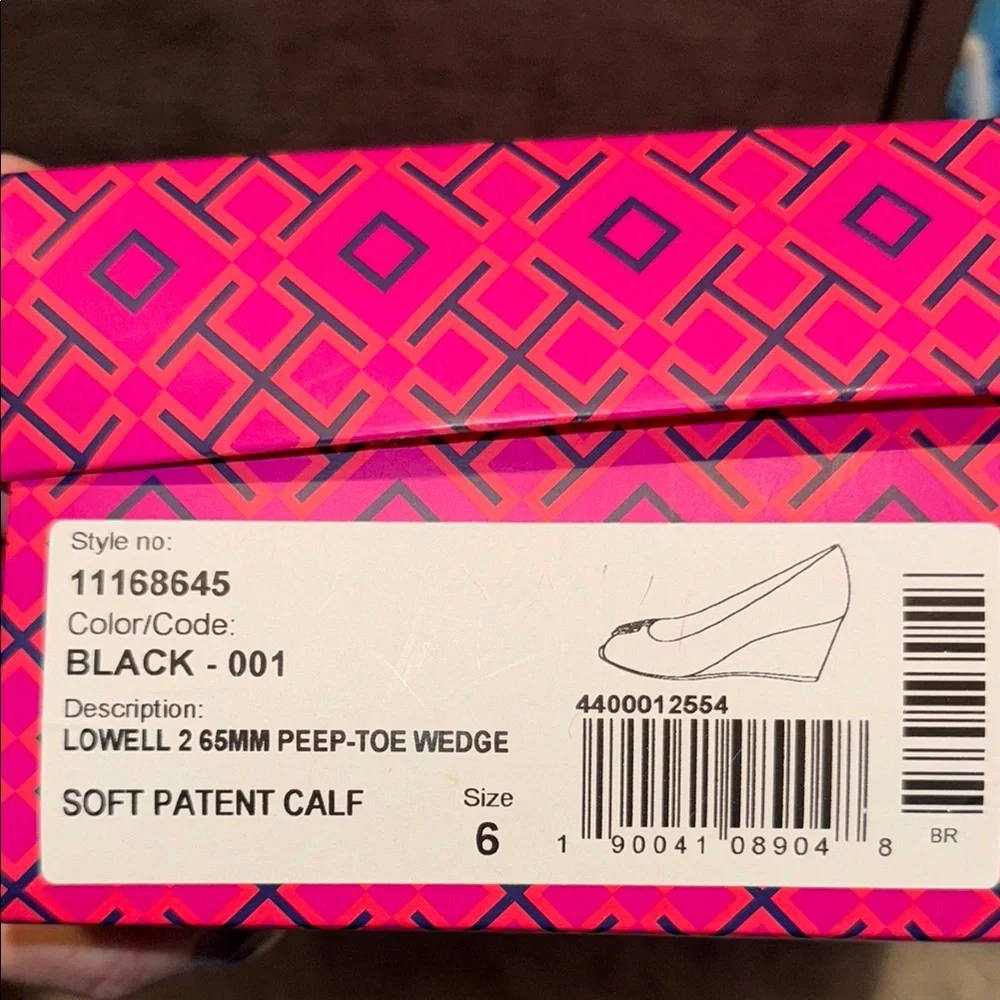 Style no:
11168645
Color/Code:
BLACK - 001
Description:
LOWELL 2 65MM PEEP-TOE WEDGE
SOFT PATENT CALF
Size
6
4400012554
1 90041 08904 8
BR